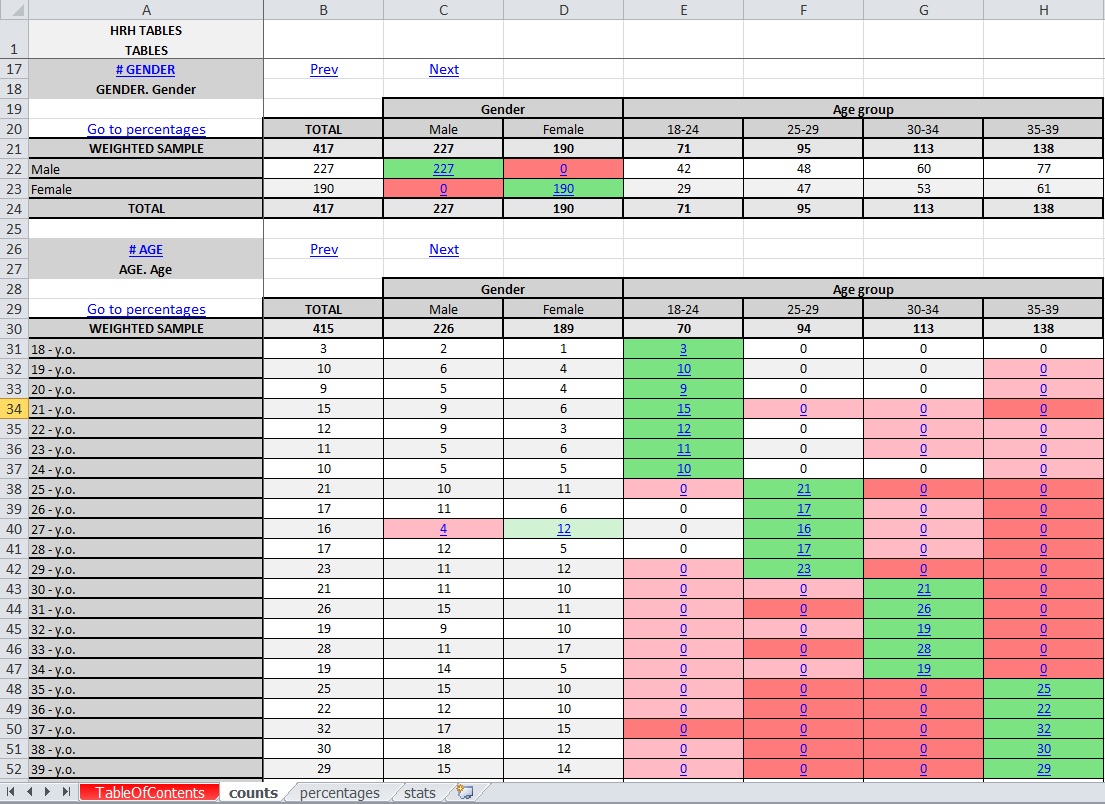 A B C D E F G H
HRH TABLES
1 TABLES
17 # GENDER Prev Next
18 GENDER. Gender
19 Gender Age group
20 Go to percentages TOTAL Male Female 18-24 25-29 30-34 35-39
21 WEIGHTED SAMPLE 417 227 190 71 95 113 138
22 Male 227 227 0 42 48 60 77
23 Female 190 0 190 29 47 53 61
24 TOTAL 417 227 190 71 95 113 138
25
26 # AGE Prev Next
27 AGE. Age
28 Gender Age group
29 Go to percentages TOTAL Male Female 18-24 25-29 30-34 35-39
30 WEIGHTED SAMPLE 415 226 189 70 94 113 138
31 18 - y.o. 3 2 1 3 0 0 0
32 19 - y.o. 10 6 4 10 0 0 0
33 20 - y.o. 9 5 4 9 0 0 0
34 21 - y.o. 15 9 6 15 0 0 0
35 22 - y.o. 12 9 3 12 0 0 0
36 23 - y.o. 11 5 6 11 0 0 0
37 24 - y.o. 10 5 5 10 0 0 0
38 25 - y.o. 21 10 11 0 21 0 0
39 26 - y.o. 17 11 6 0 17 0 0
40 27 - y.o. 16 4 12 0 16 0 0
41 28 - y.o. 17 12 5 0 17 0 0
42 29 - y.o. 23 11 12 0 23 0 0
43 30 - y.o. 21 11 10 0 0 21 0
44 31 - y.o. 26 15 11 0 0 26 0
45 32 - y.o. 19 9 10 0 0 19 0
46 33 - y.o. 28 11 17 0 0 28 0
47 34 - y.o. 19 14 5 0 0 19 0
48 35 - y.o. 25 15 10 0 0 0 25
49 36 - y.o. 22 12 10 0 0 0 22
50 37 - y.o. 32 17 15 0 0 0 32
51 38 - y.o. 30 18 12 0 0 0 30
52 39 - y.o. 29 15 14 0 0 0 29
TableOfContents counts percentages stats